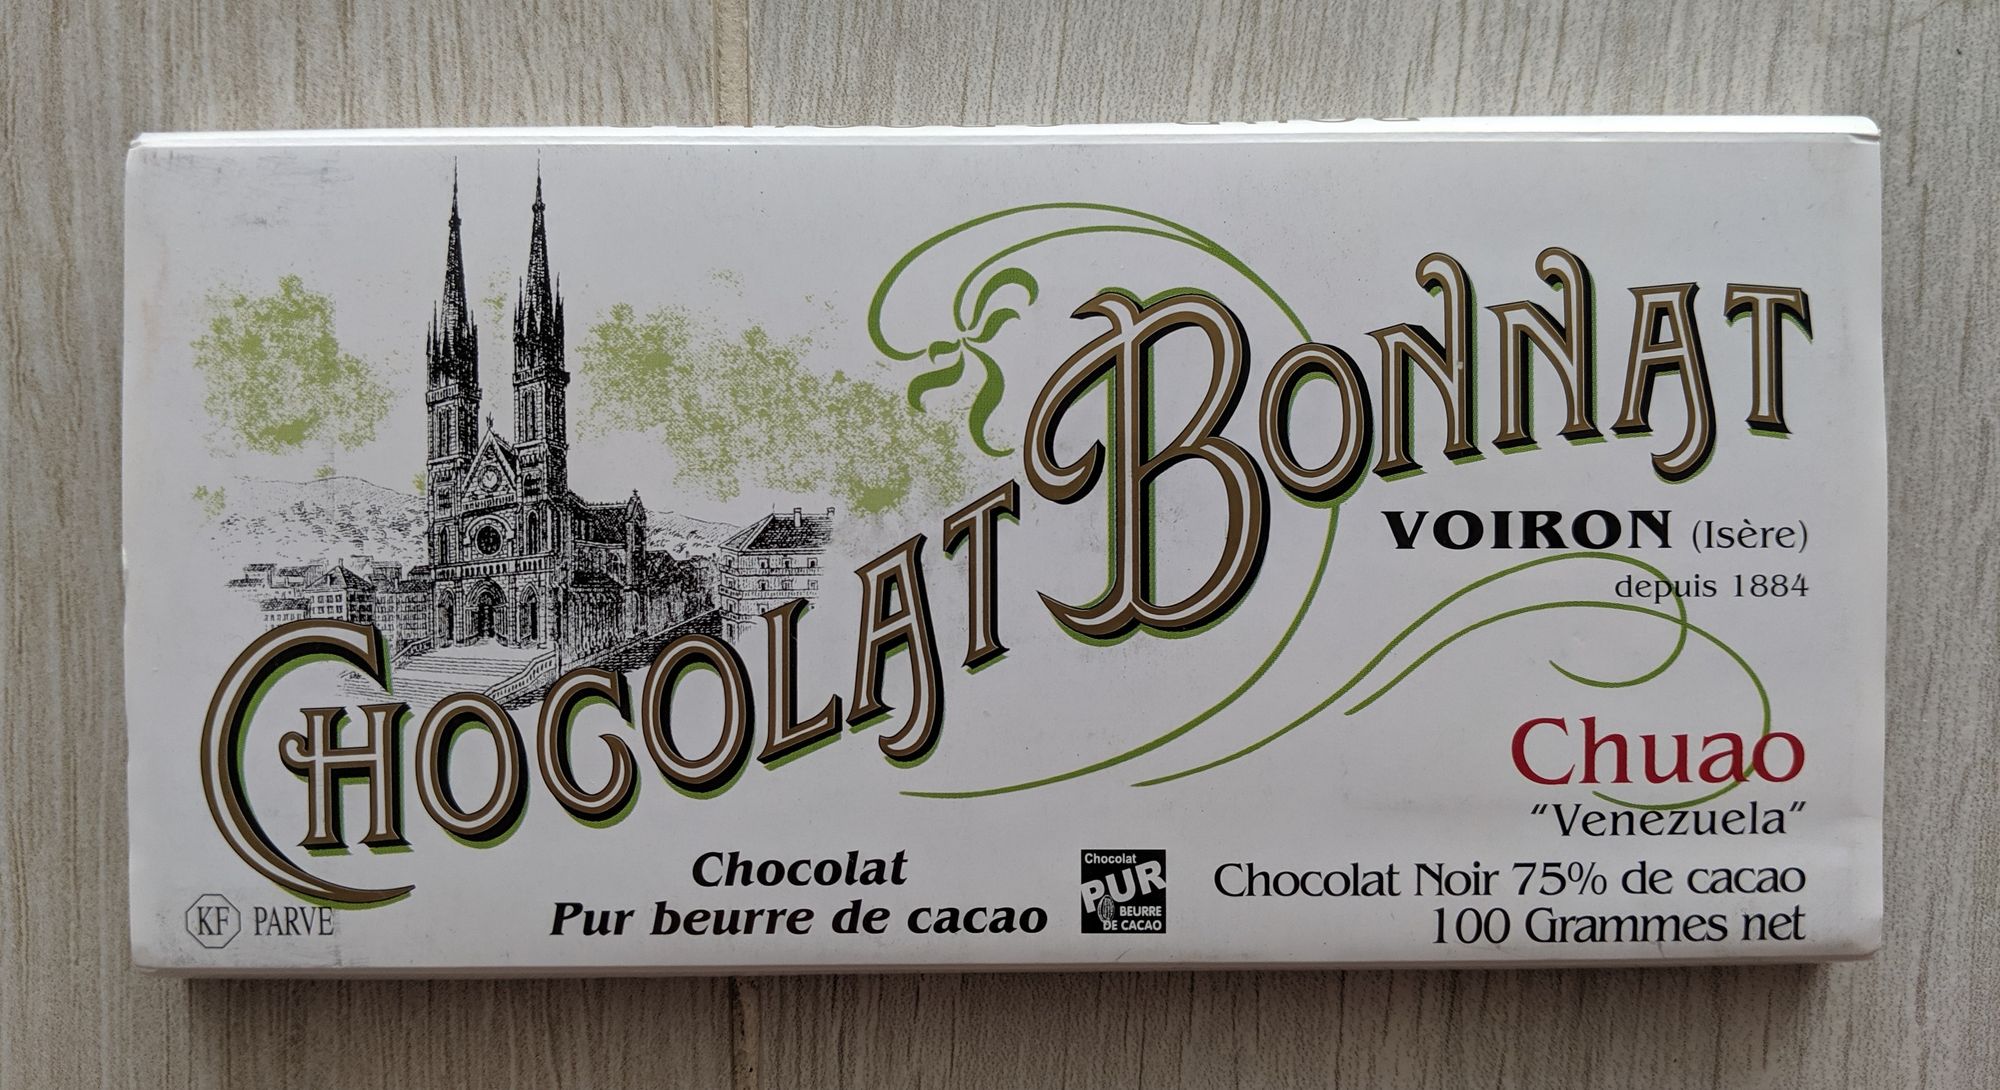 CHOCOLAT BONNAT
VOIRON (Isère)
depuis 1884
Chuao
“Venezuela”
Chocolat Noir 75% de cacao
100 Grammes net
Chocolat
Pur beurre de cacao
Chocolat
PUR
BEURRE
DE CACAO
KF PARVE